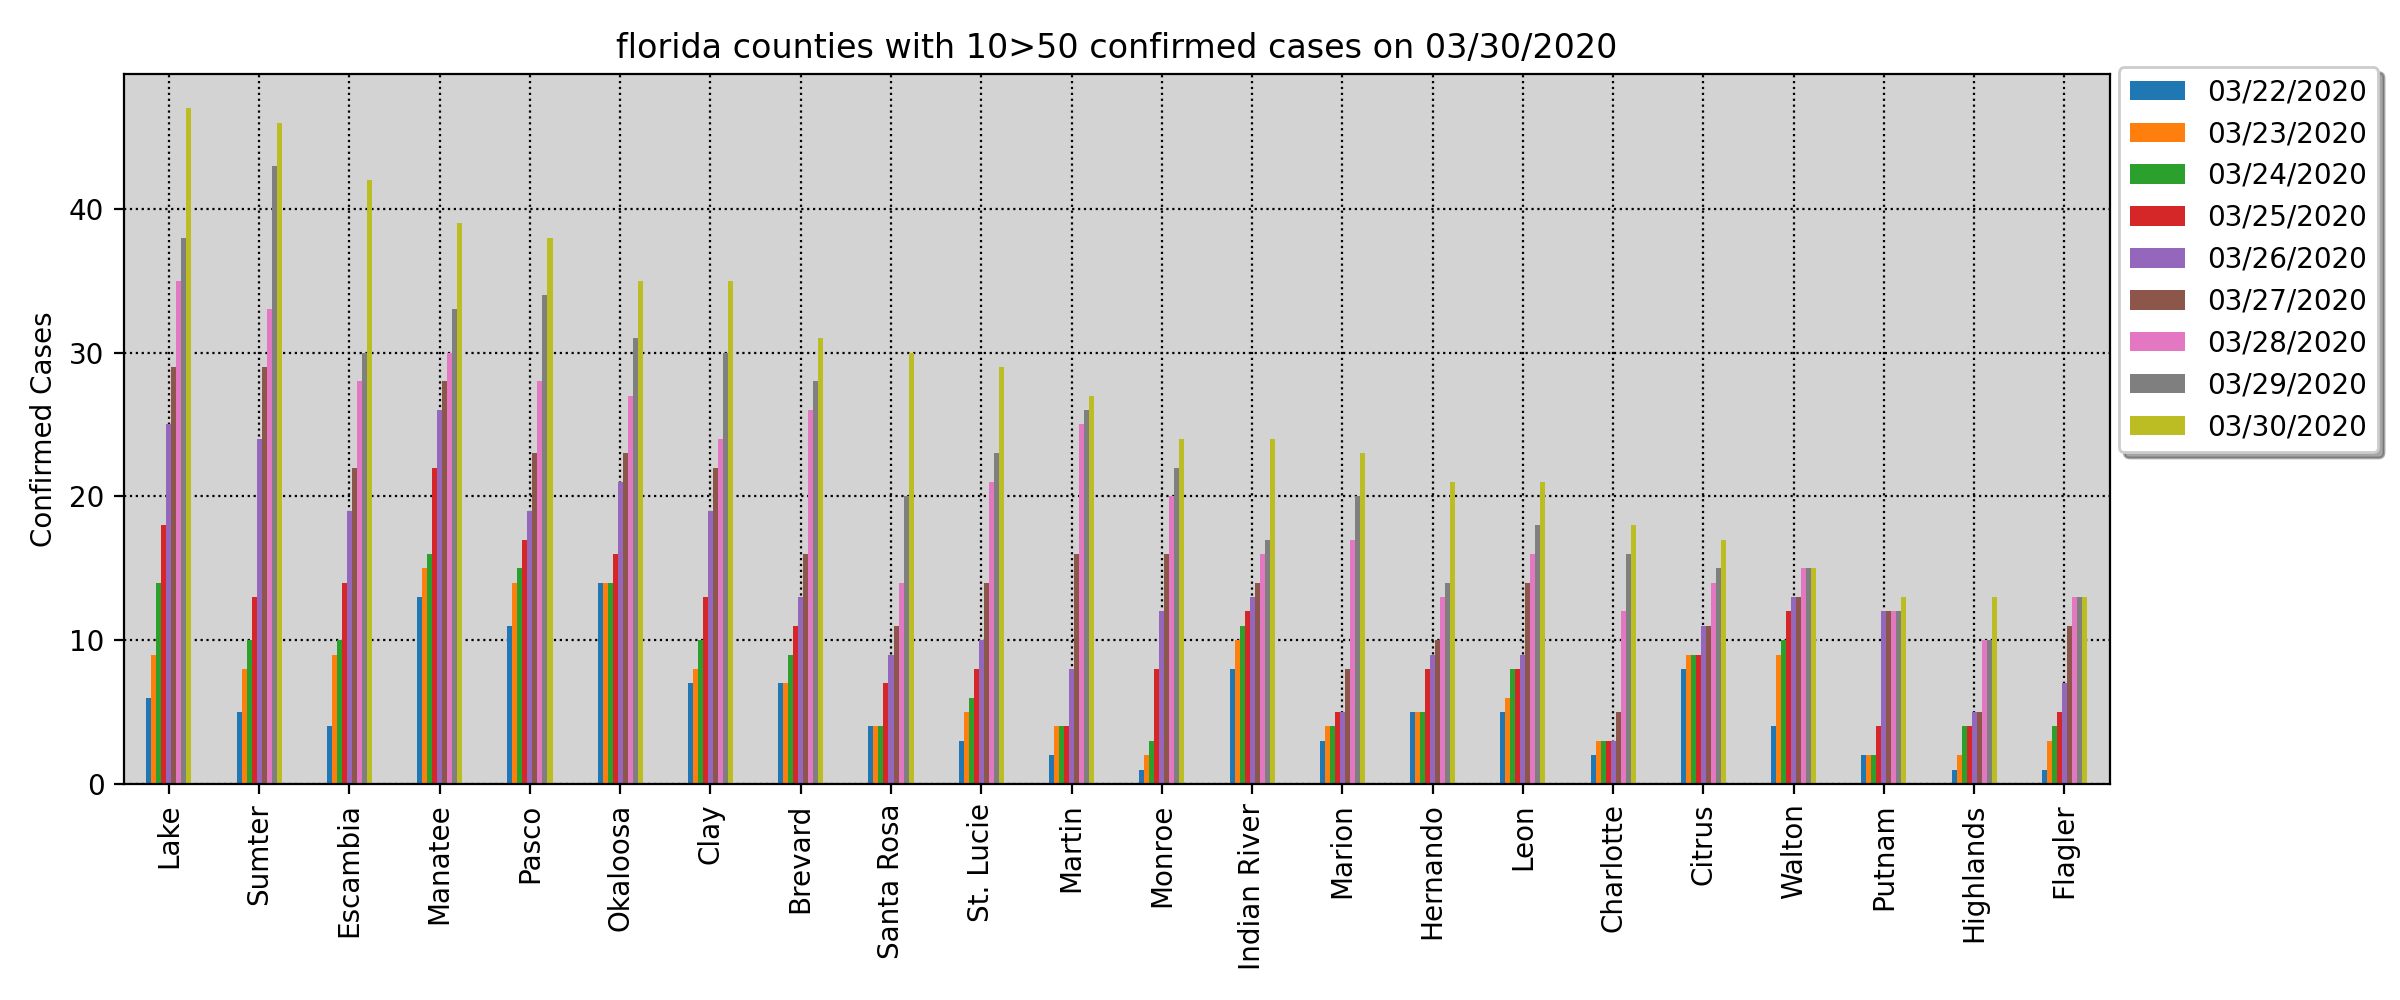 florida counties with 10>50 confirmed cases on 03/30/2020
03/22/2020
03/23/2020
03/24/2020
03/25/2020
03/26/2020
03/27/2020
03/28/2020
03/29/2020
03/30/2020
Confirmed Cases
40
30
20
10
0
Lake
Sumter
Escambia
Manatee
Pasco
Okaloosa
Clay
Brevard
Santa Rosa
St. Lucie
Martin
Monroe
Indian River
Marion
Hernando
Leon
Charlotte
Citrus
Walton
Putnam
Highlands
Flagler